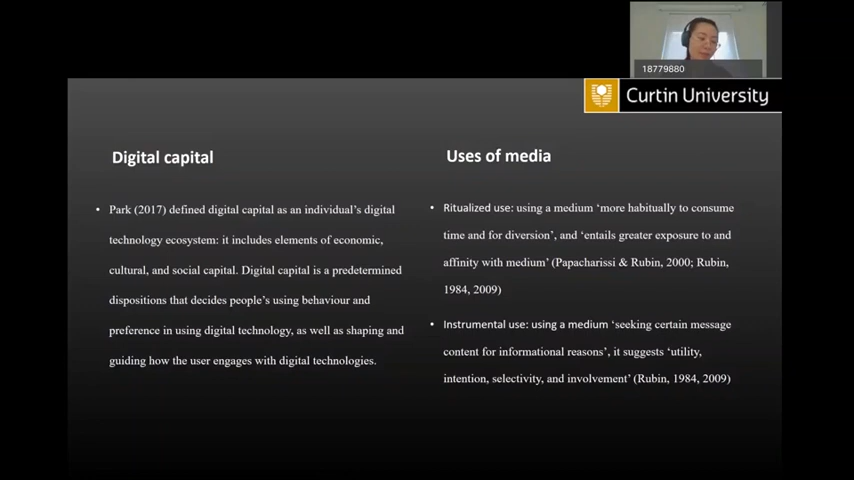 18779880
Curtin University
Digital capital
• Park (2017) defined digital capital as an individual’s digital
technology ecosystem: it includes elements of economic,
cultural, and social capital. Digital capital is a predetermined
dispositions that decides people’s using behaviour and
preference in using digital technology, as well as shaping and
guiding how the user engages with digital technologies.
Uses of media
• Ritualized use: using a medium ‘more habitually to consume
time and for diversion’, and ‘entails greater exposure to and
affinity with medium’ (Papacharissi & Rubin, 2000; Rubin,
1984, 2009)
• Instrumental use: using a medium ‘seeking certain message
content for informational reasons’, it suggests ‘utility,
intention, selectivity, and involvement’ (Rubin, 1984, 2009)